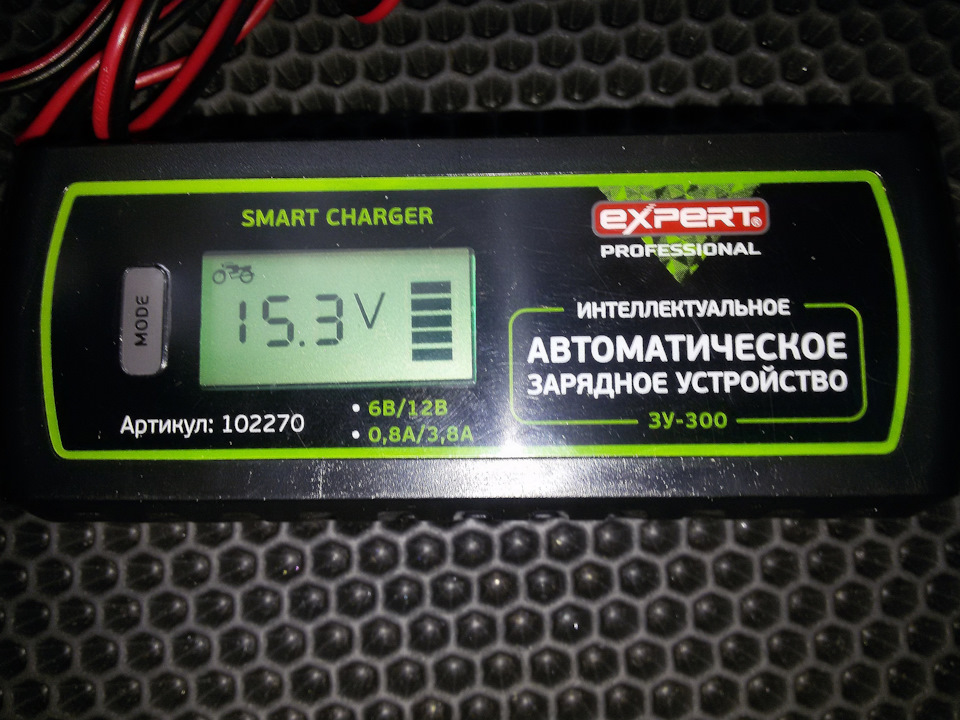 SMART CHARGER
EXPERT®
PROFESSIONAL
MODE
15.3 V
ИНТЕЛЛЕКТУАЛЬНОЕ
АВТОМАТИЧЕСКОЕ
ЗАРЯДНОЕ УСТРОЙСТВО
ЗУ-300
Артикул: 102270
• 6В/12В
• 0,8А/3,8А